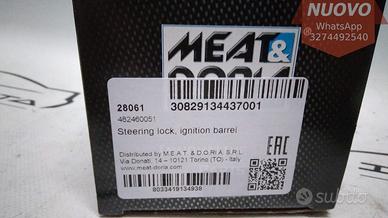 NUOVO
WhatsApp
3274492540
MEAT&
DORIA
28061 30829134437001
462460051
Steering lock, ignition barrel
Distributed by M.E.A.T. & D.O.R.I.A. S.R.L.
Via Donati, 14 – 10121 Torino (TO) - Italy
www.meat-doria.com
EAC
8033419134939
subito